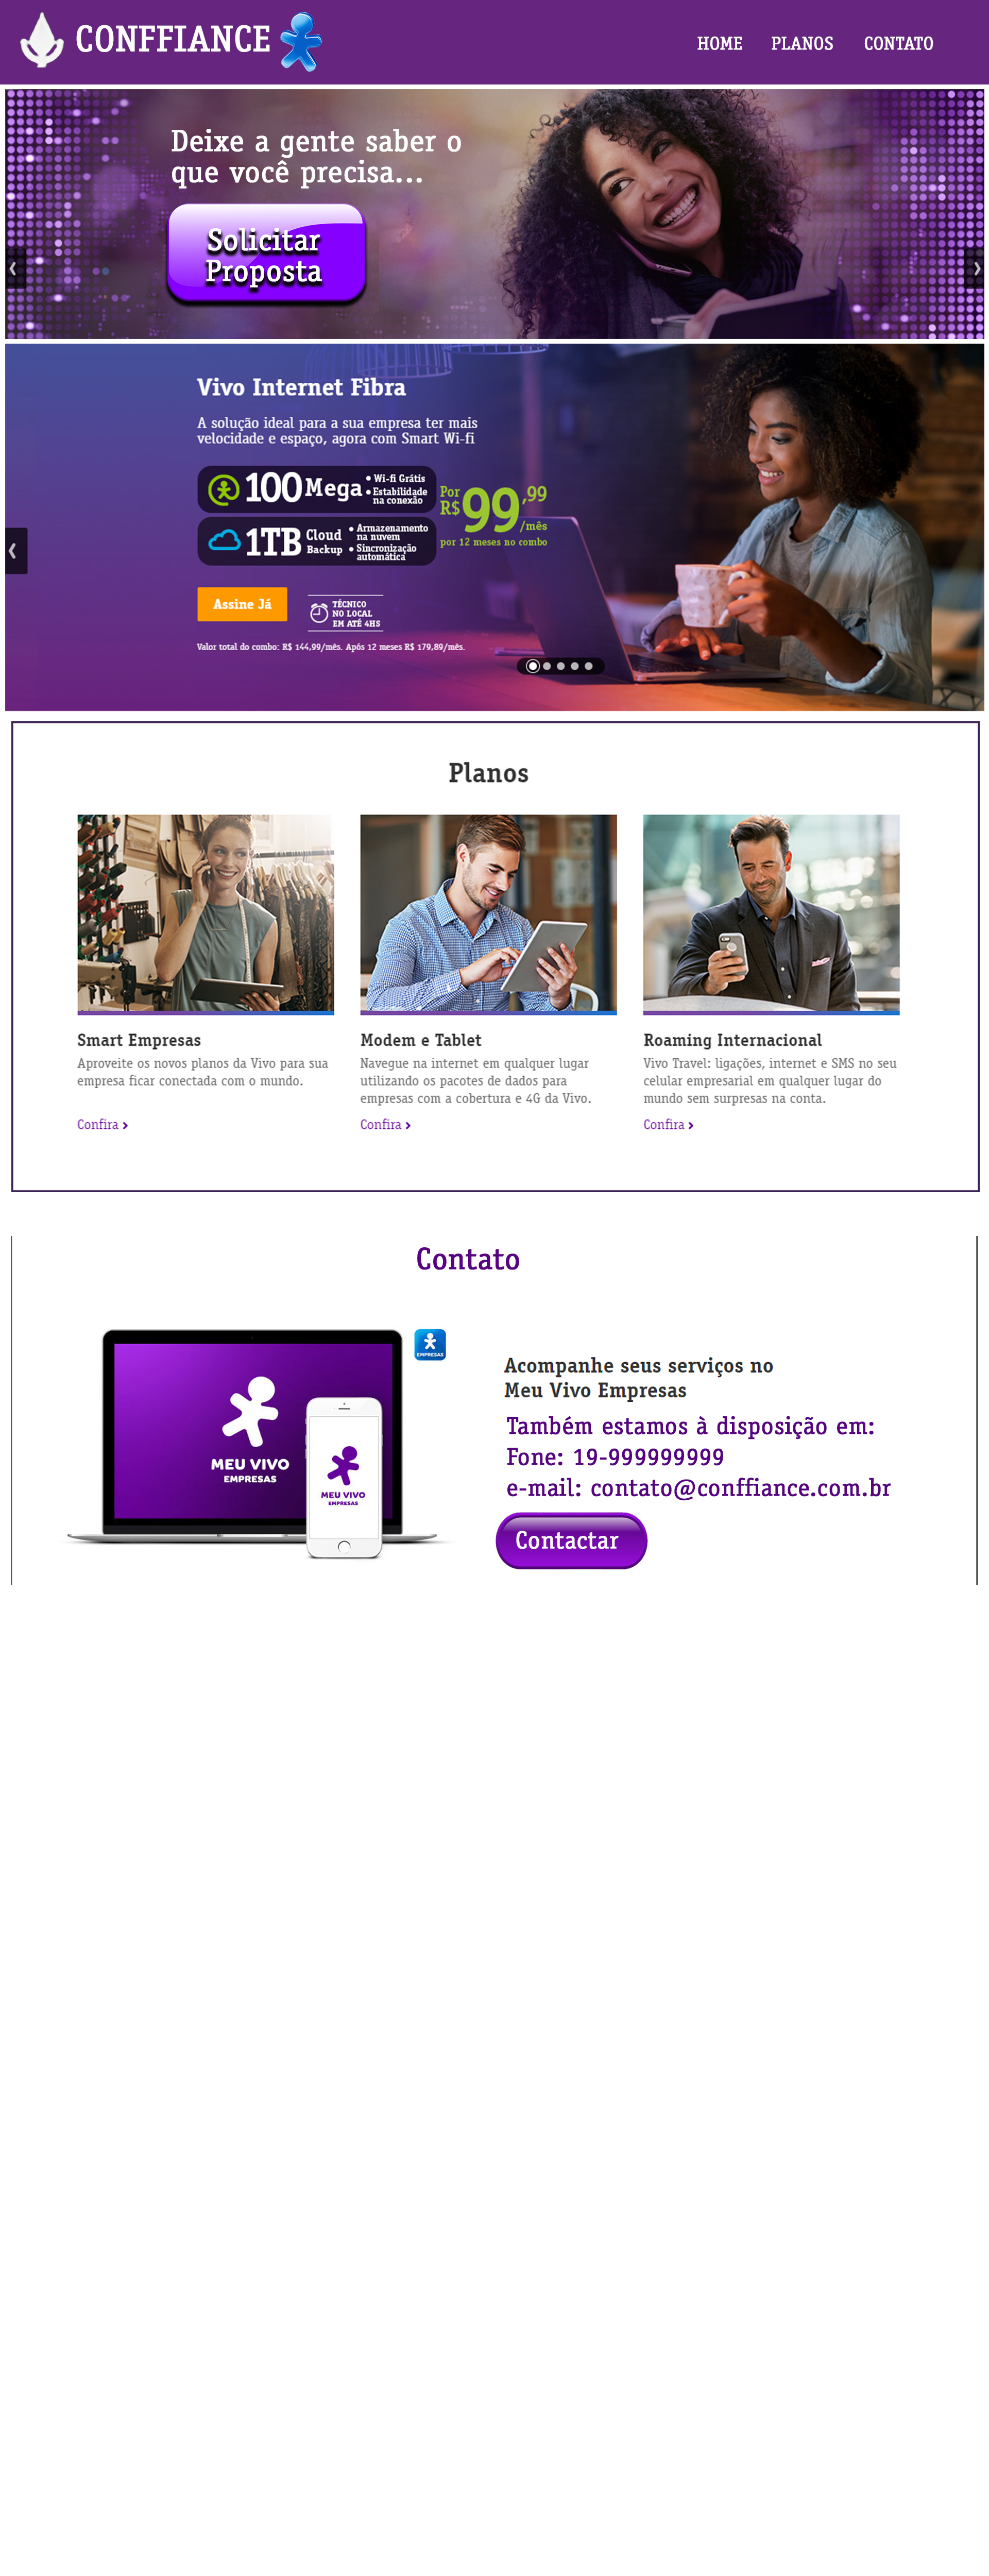 CONFFIANCE
HOME PLANOS CONTATO
Deixe a gente saber o
que você precisa...
Solicitar
Proposta
Vivo Internet Fibra
A solução ideal para a sua empresa ter mais
velocidade e espaço, agora com Smart Wi-fi
100 Mega
• Wi-fi Grátis
• Estabilidade
na conexão
1TB Cloud
Backup
• Armazenamento
na nuvem
• Sincronização
automática
Por
R$ 99,99
/mês
por 12 meses no combo
Assine Já
TÉCNICO
NO LOCAL
EM ATÉ 4HS
Valor total do combo: R$ 144,99/mês. Após 12 meses R$ 179,89/mês.
Planos
Smart Empresas
Aproveite os novos planos da Vivo para sua
empresa ficar conectada com o mundo.
Confira >
Modem e Tablet
Navegue na internet em qualquer lugar
utilizando os pacotes de dados para
empresas com a cobertura e 4G da Vivo.
Confira >
Roaming Internacional
Vivo Travel: ligações, internet e SMS no seu
celular empresarial em qualquer lugar do
mundo sem surpresas na conta.
Confira >
Contato
MEU VIVO
EMPRESAS
MEU VIVO
EMPRESAS
EMPRESAS
Acompanhe seus serviços no
Meu Vivo Empresas
Também estamos à disposição em:
Fone: 19-999999999
e-mail: contato@conffiance.com.br
Contactar